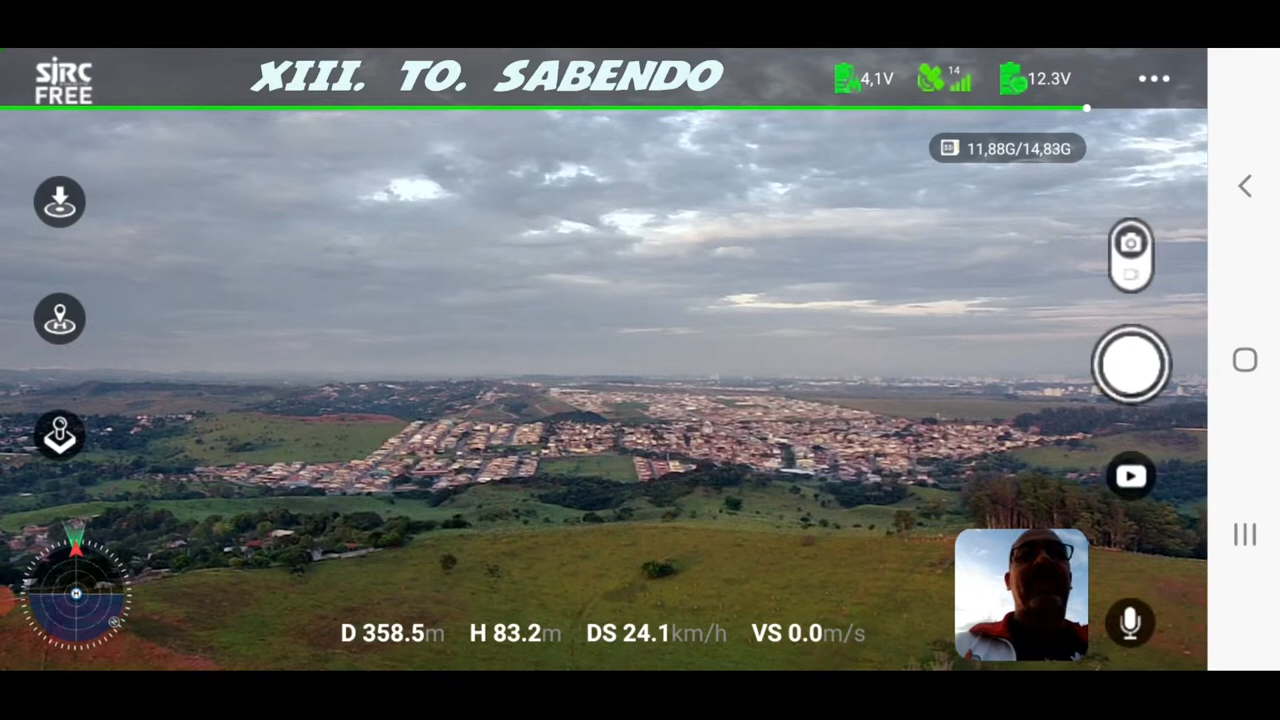 SJRC
FREE
XIII. TO. SABENDO
4,1V
14
12.3V
11,88G/14,83G
D 358.5m H 83.2m DS 24.1km/h VS 0.0m/s
H